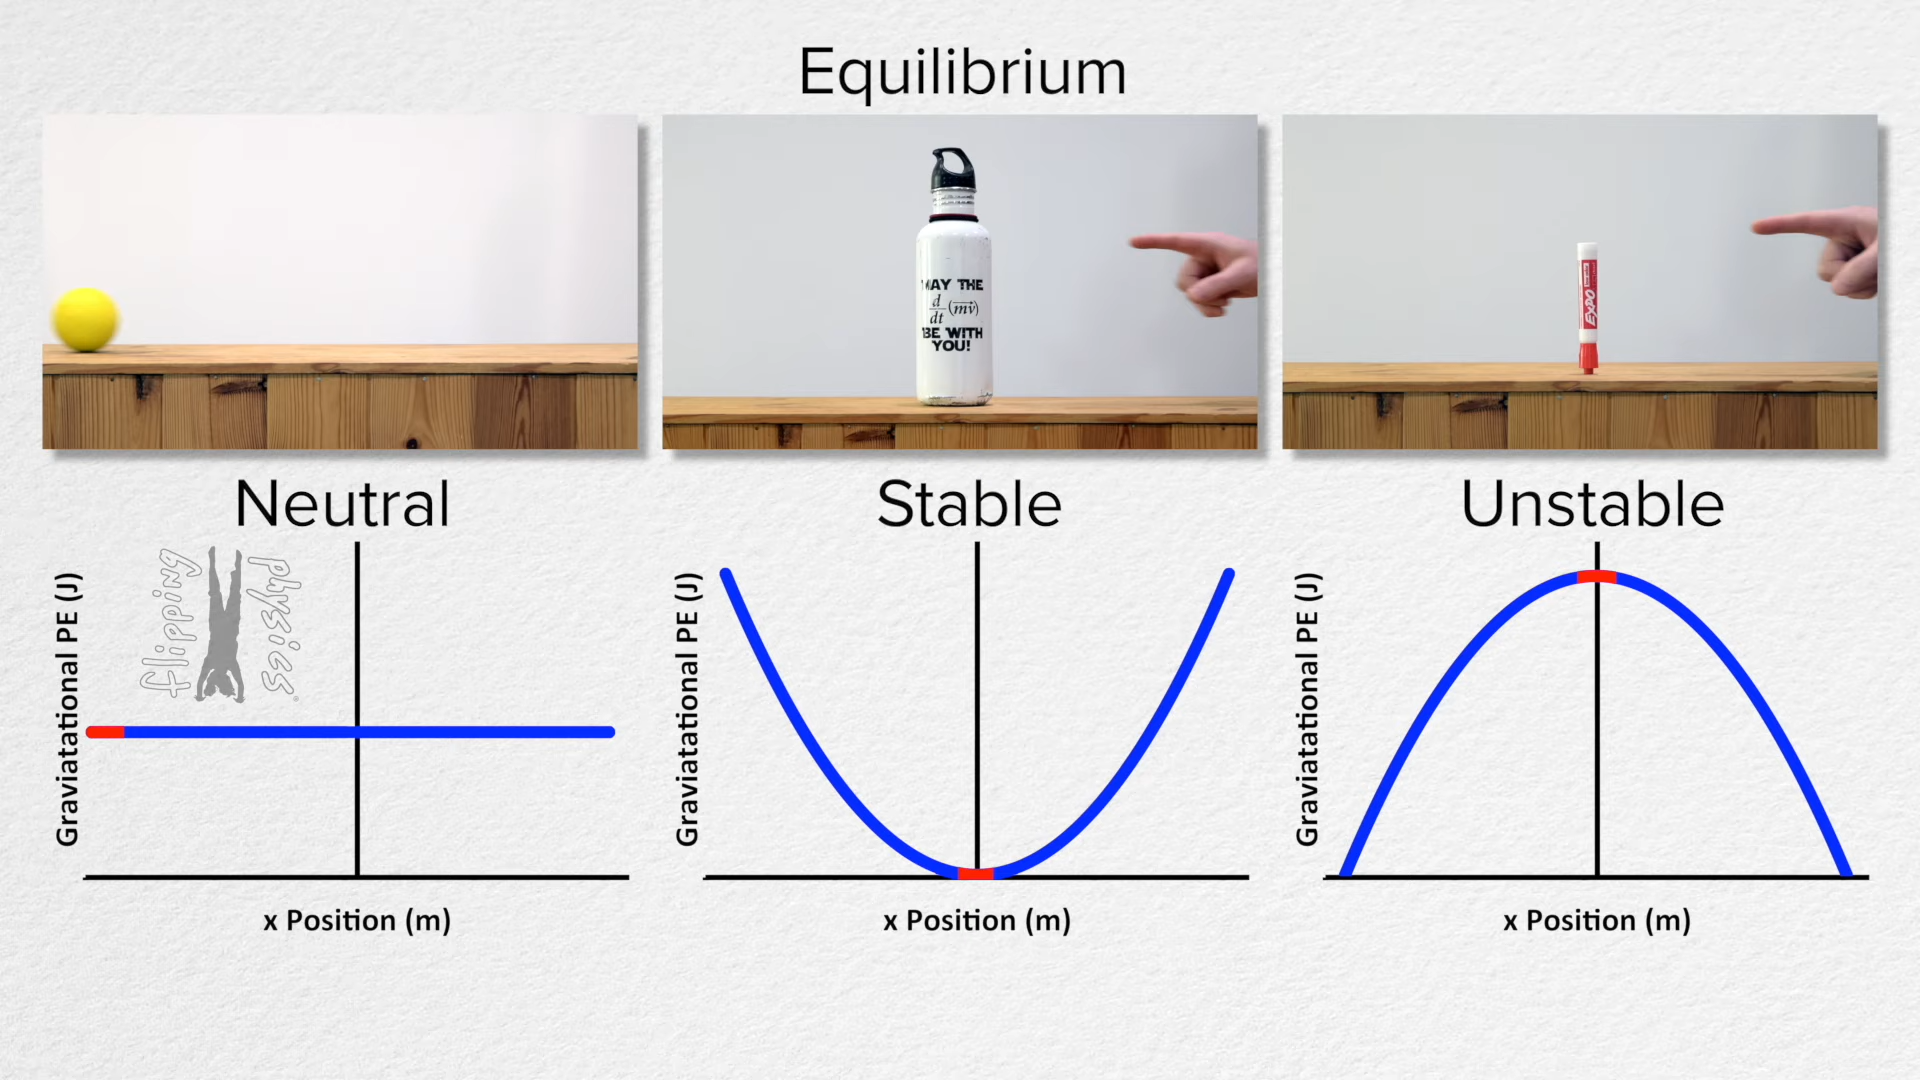 Equilibrium
MAY THE
d/dt (mv)
BE WITH
YOU!
EXPO
Neutral
Stable
Unstable
flipping
physics
Graviatational PE (J)
Graviatational PE (J)
Graviatational PE (J)
x Position (m)
x Position (m)
x Position (m)